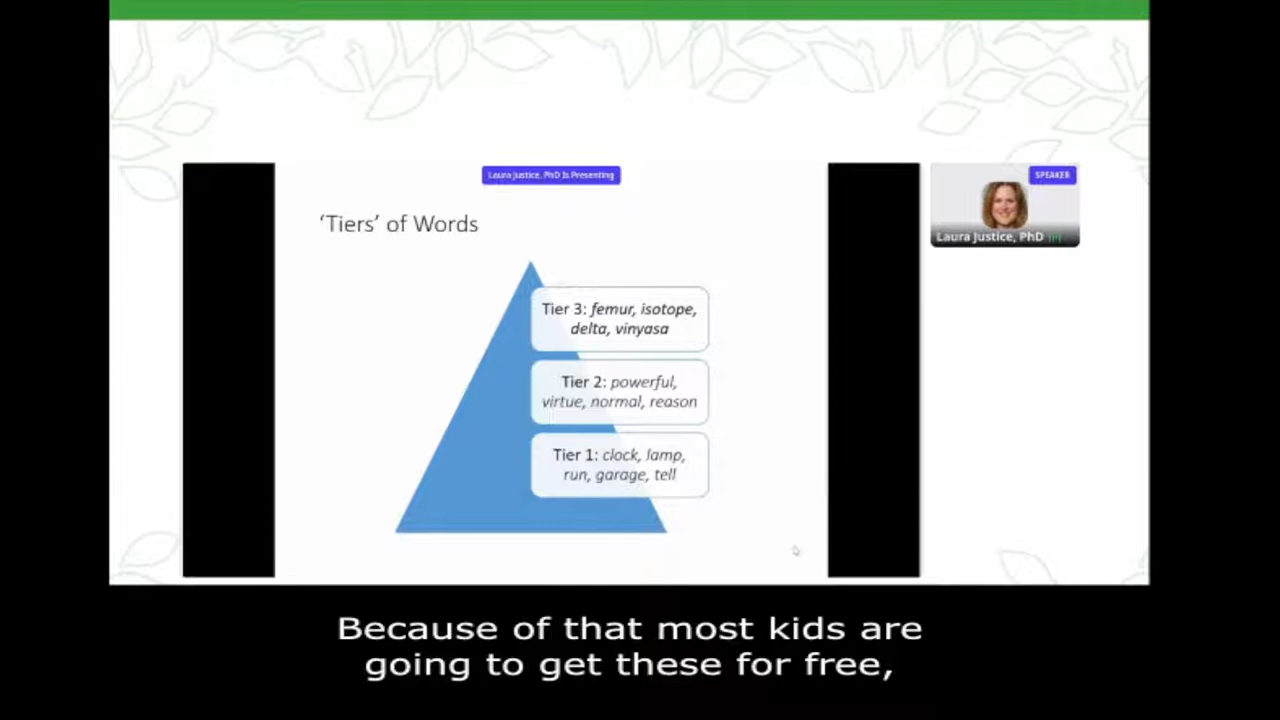 Laura Justice, PhD Is Presenting
SPEAKER
Laura Justice, PhD
'Tiers' of Words
Tier 3: femur, isotope,
delta, vinyasa
Tier 2: powerful,
virtue, normal, reason
Tier 1: clock, lamp,
run, garage, tell
Because of that most kids are
going to get these for free,